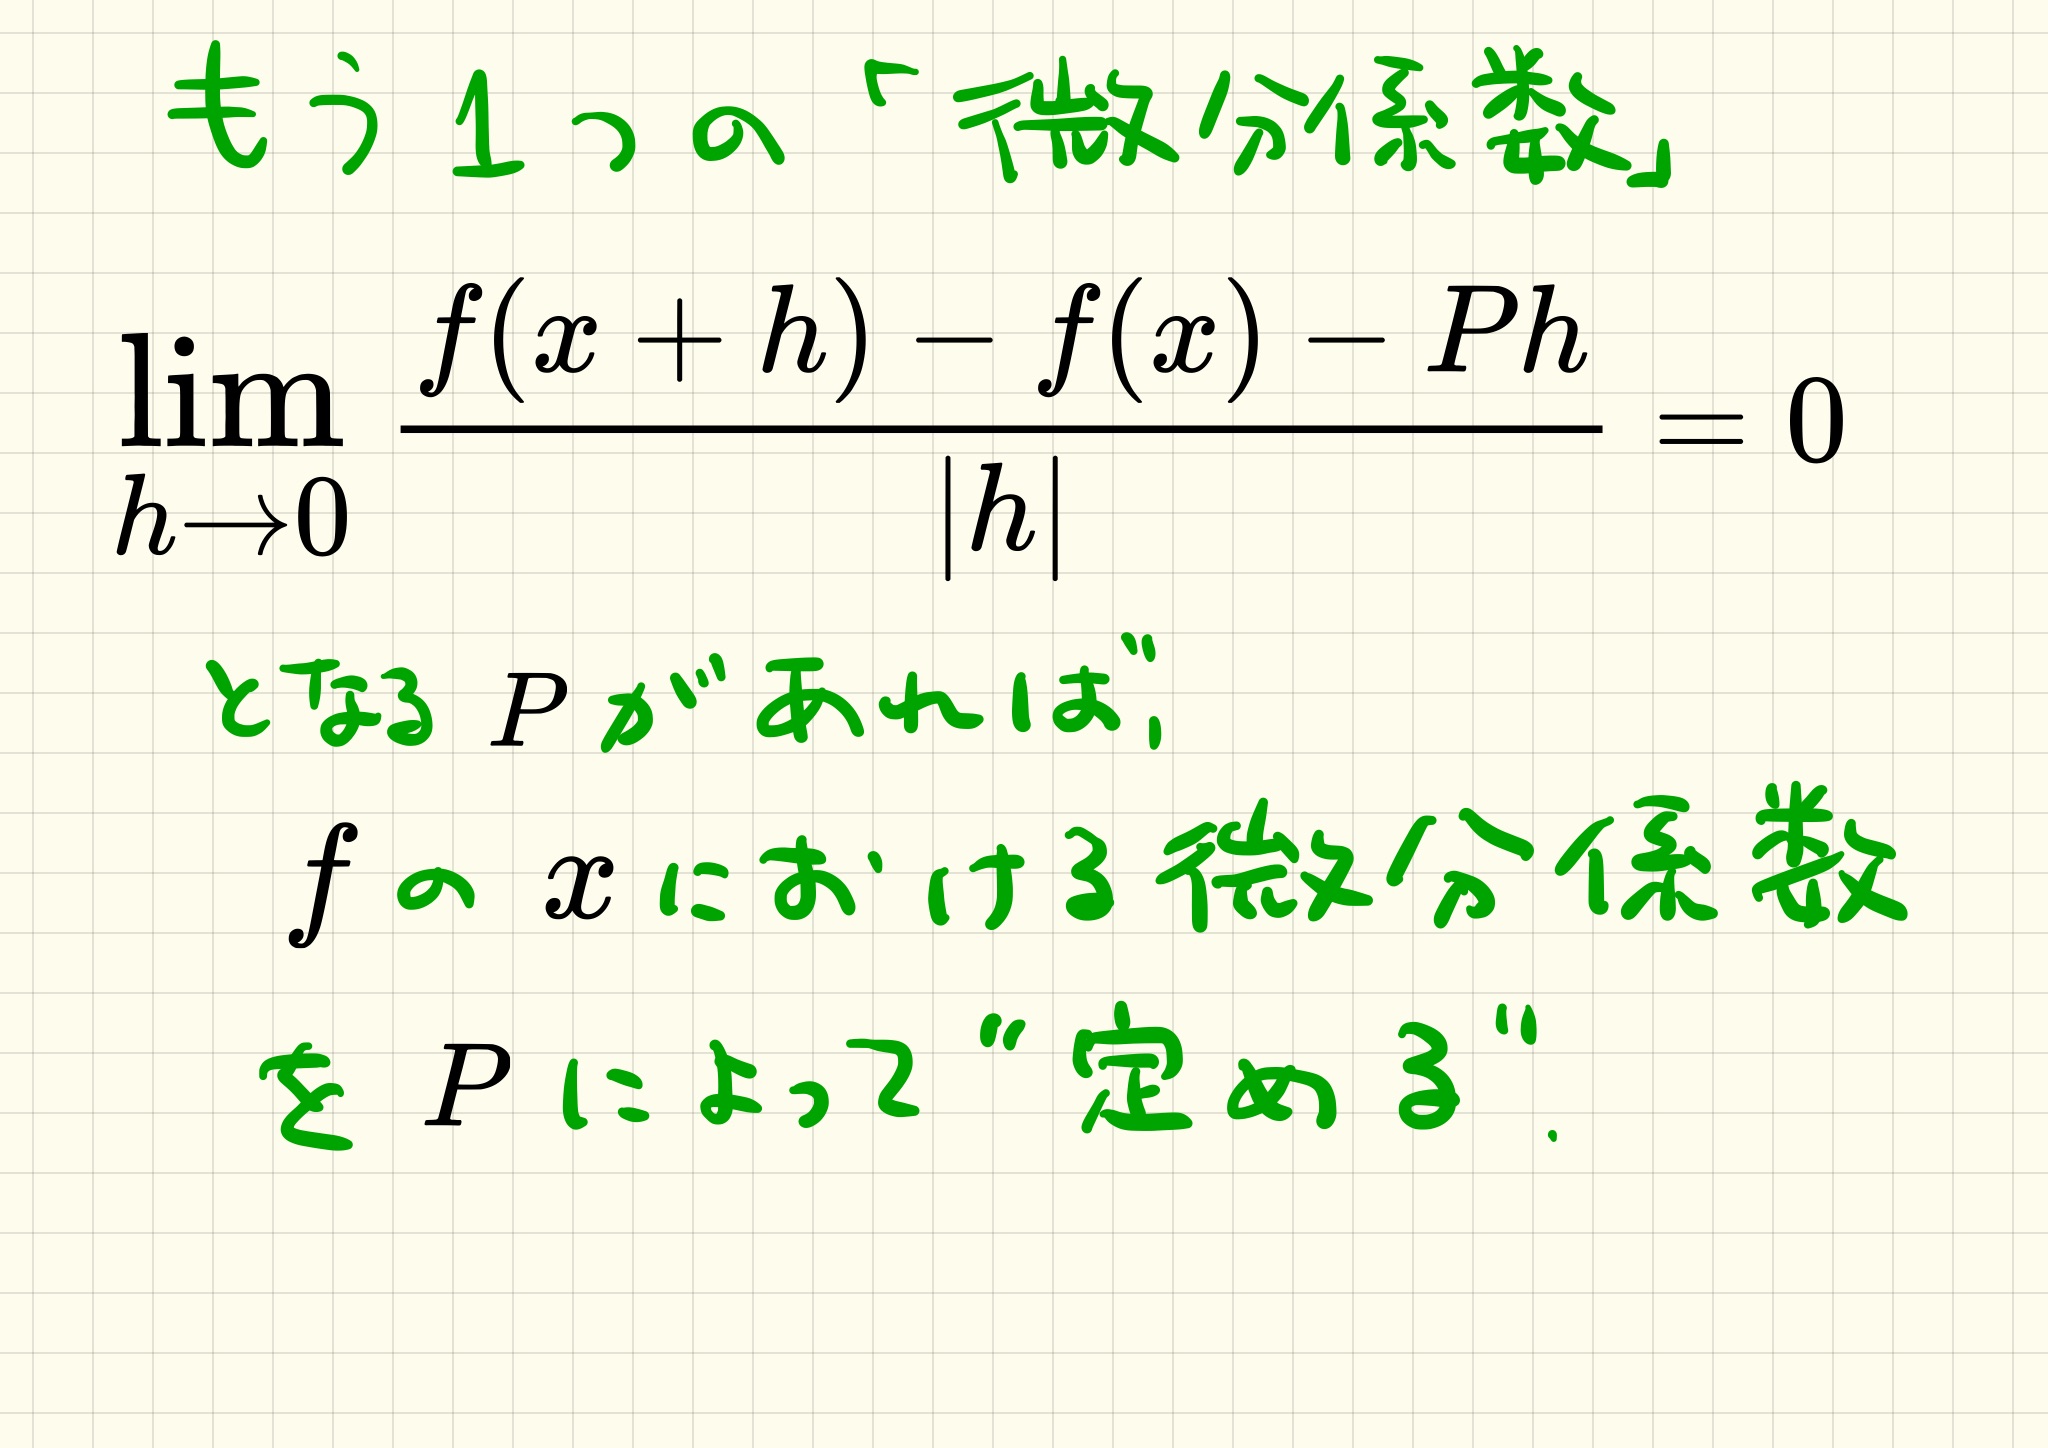 もう1つの「微分係数」
lim_{h→0} \frac{f(x + h) − f(x) − Ph}{|h|} = 0
となる P があれば,
f の x における微分係数
を P によって "定める".